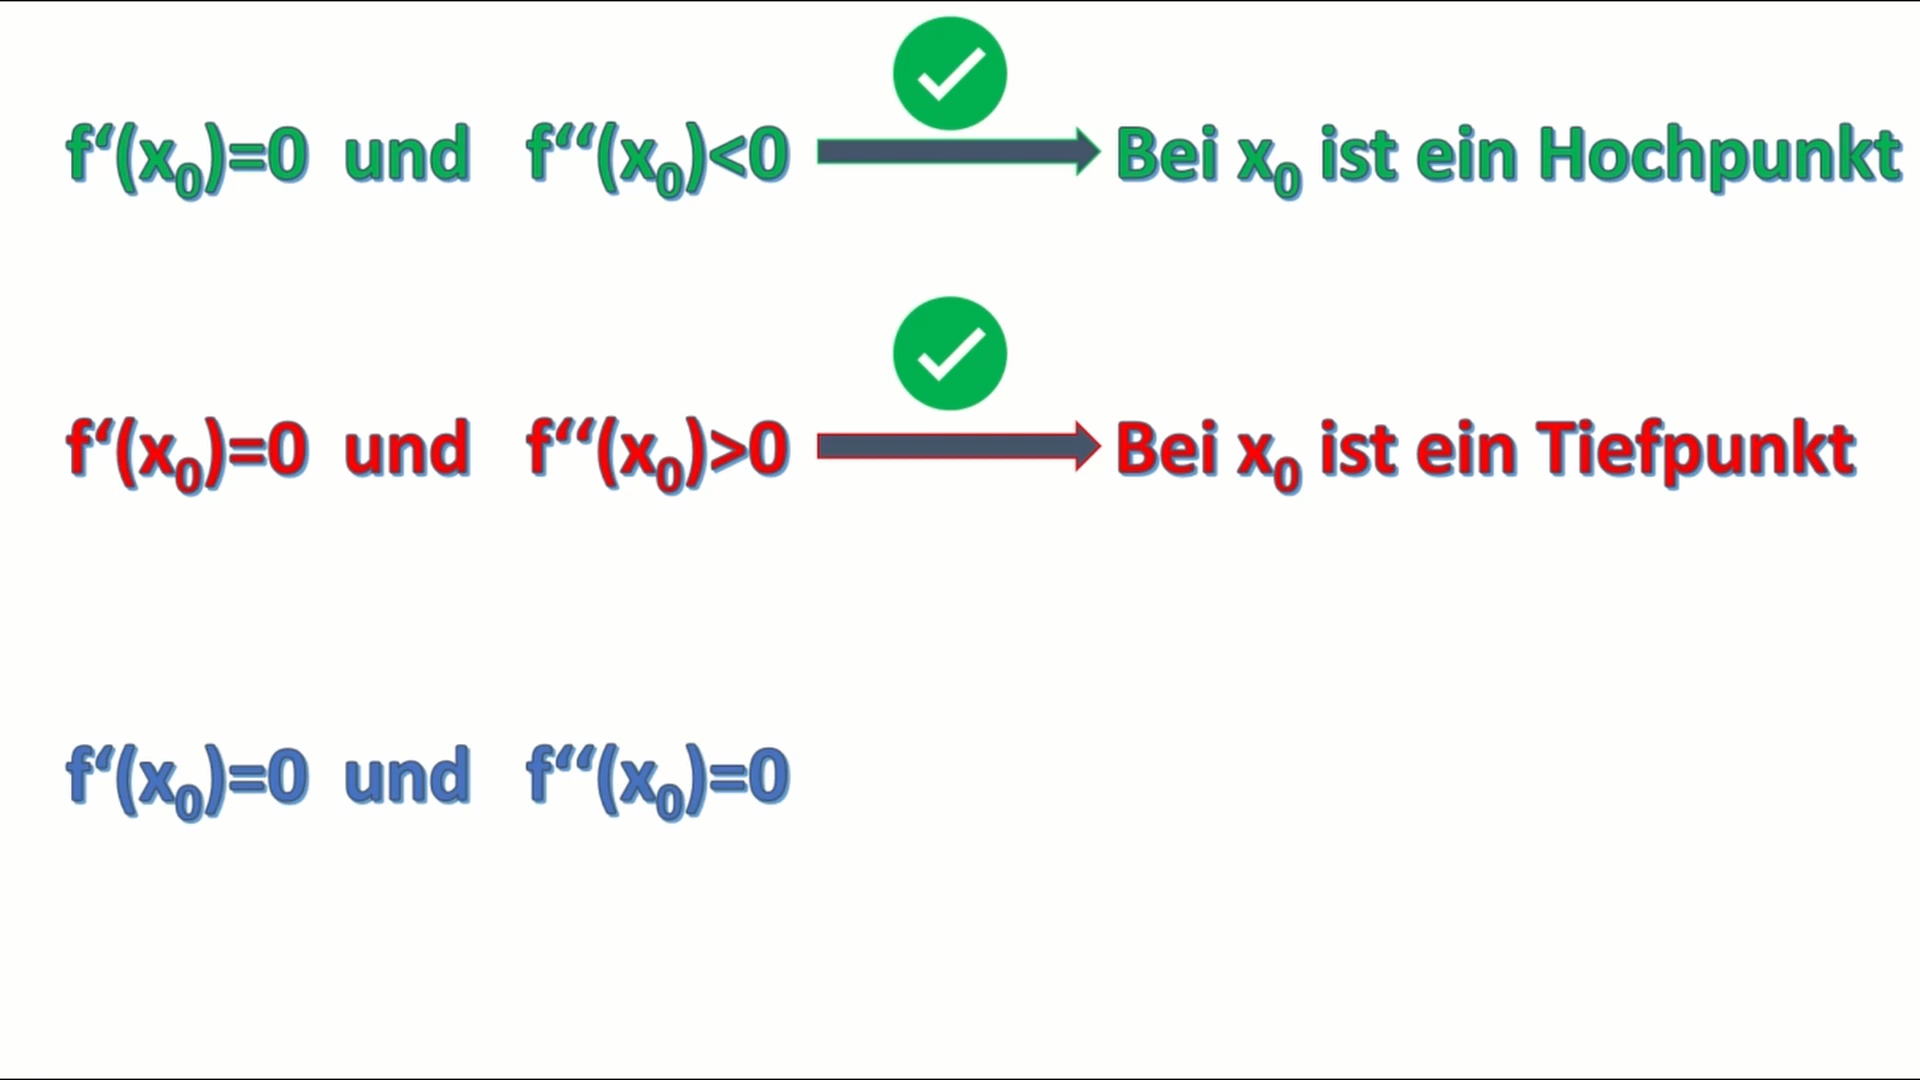 f‘(x₀)=0 und f‘‘(x₀)<0 Bei x₀ ist ein Hochpunkt
f‘(x₀)=0 und f‘‘(x₀)>0 Bei x₀ ist ein Tiefpunkt
f‘(x₀)=0 und f‘‘(x₀)=0